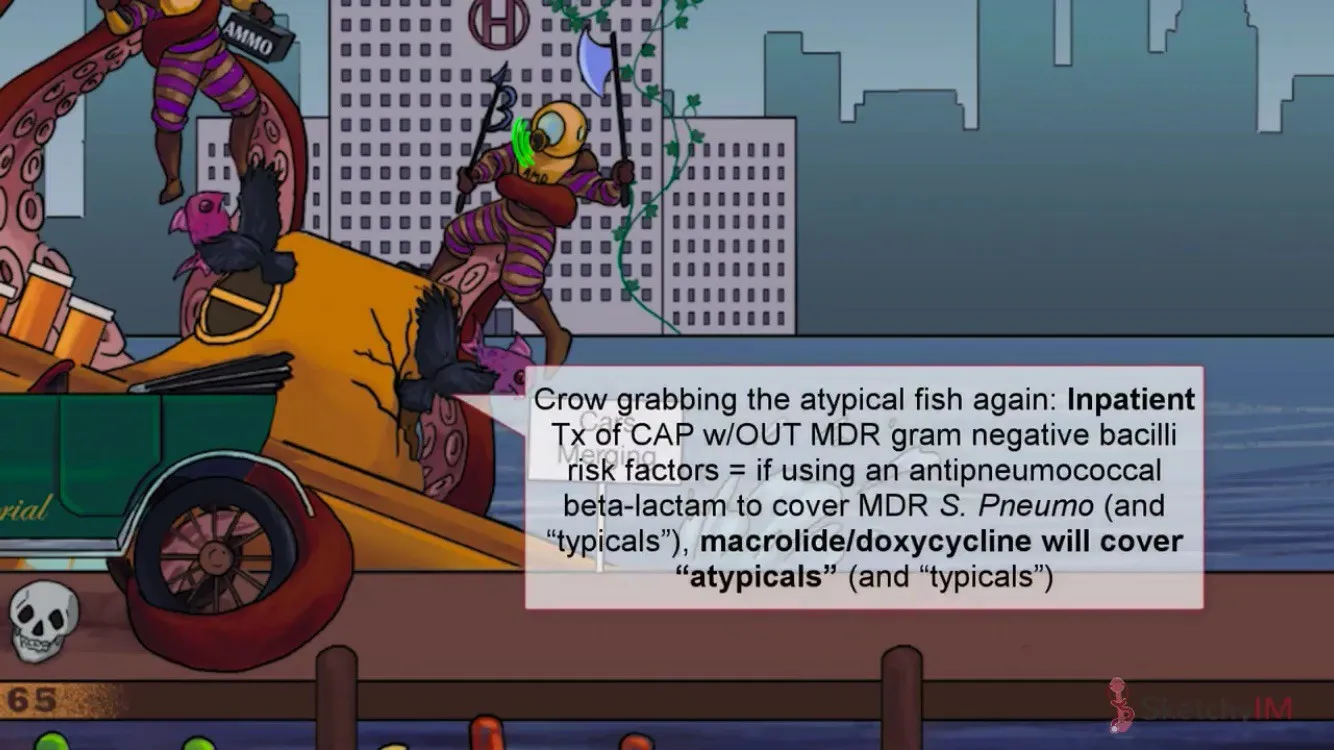 AMMO
H
Crow grabbing the atypical fish again: Inpatient
Tx of CAP w/OUT MDR gram negative bacilli
risk factors = if using an antipneumococcal
beta-lactam to cover MDR S. Pneumo (and
“typicals”), macrolide/doxycycline will cover
“atypicals” (and “typicals”)
Cars
Merging
rial
65
SketchyIM